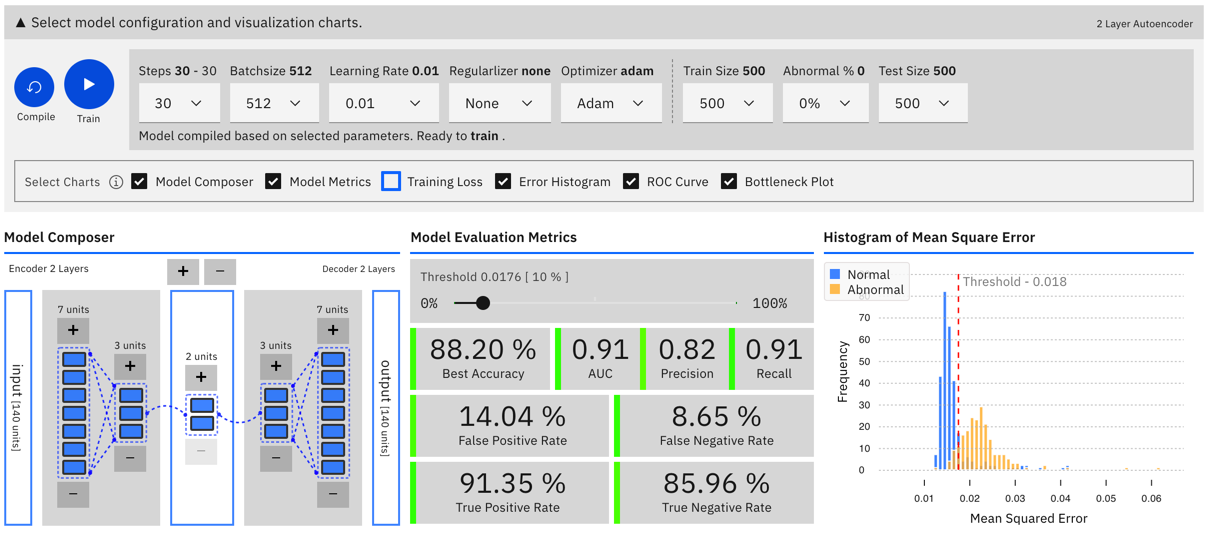 ▲ Select model configuration and visualization charts.
2 Layer Autoencoder
Compile
Train
Steps 30 - 30
Batchsize 512
Learning Rate 0.01
Regularlizer none
Optimizer adam
Train Size 500
Abnormal % 0
Test Size 500
30
512
0.01
None
Adam
500
0%
500
Model compiled based on selected parameters. Ready to train .
Select Charts
Model Composer
Model Metrics
Training Loss
Error Histogram
ROC Curve
Bottleneck Plot
Model Composer
Encoder 2 Layers
+
−
Decoder 2 Layers
input [140 units]
7 units
+
−
3 units
+
−
2 units
+
−
3 units
+
−
7 units
+
−
output [140 units]
Model Evaluation Metrics
Threshold 0.0176 [ 10 % ]
0%
100%
88.20 %
Best Accuracy
0.91
AUC
0.82
Precision
0.91
Recall
14.04 %
False Positive Rate
8.65 %
False Negative Rate
91.35 %
True Positive Rate
85.96 %
True Negative Rate
Histogram of Mean Square Error
Normal
Abnormal
Threshold - 0.018
Frequency
80
70
60
50
40
30
20
10
0
0.01
0.02
0.03
0.04
0.05
0.06
Mean Squared Error